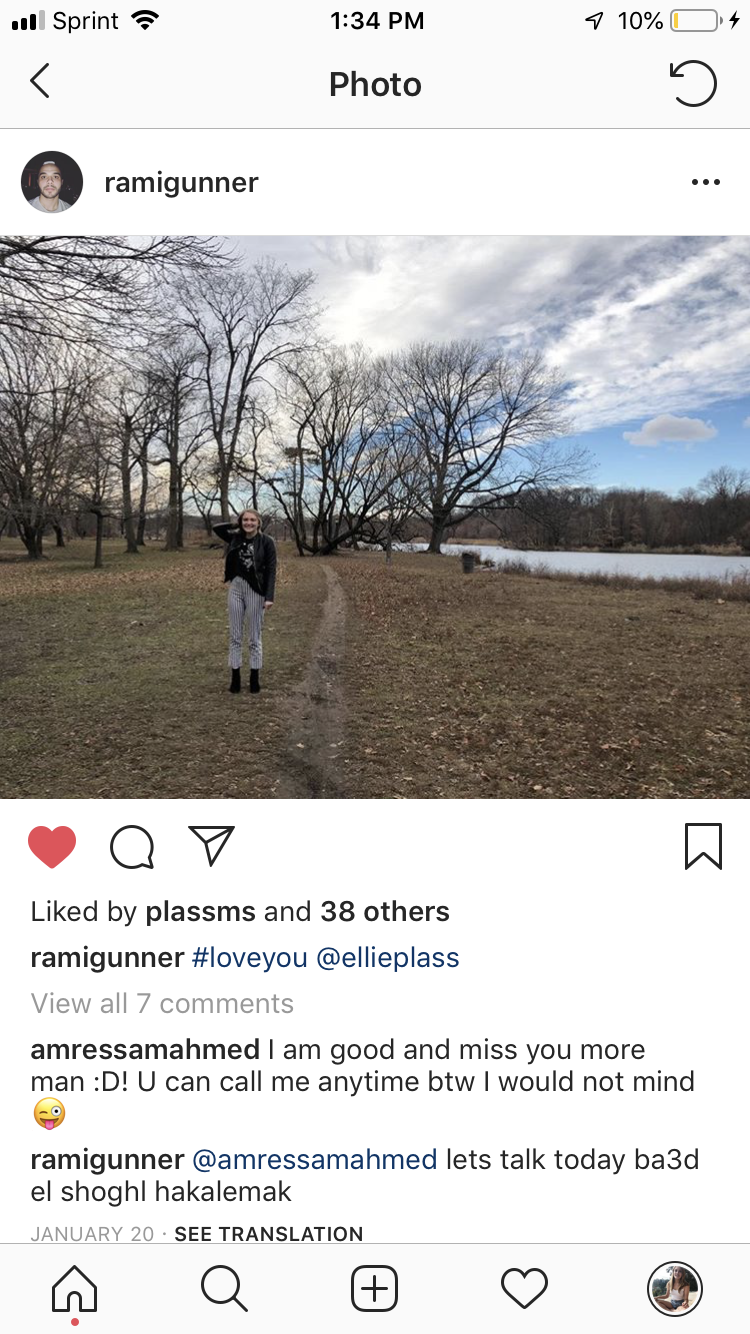 Sprint 1:34 PM 10%
Photo
ramigunner
Liked by plassms and 38 others
ramigunner #loveyou @ellieplass
View all 7 comments
amressamahmed I am good and miss you more
man :D! U can call me anytime btw I would not mind
😜
ramigunner @amressamahmed lets talk today ba3d
el shoghl hakalemak
JANUARY 20 · SEE TRANSLATION